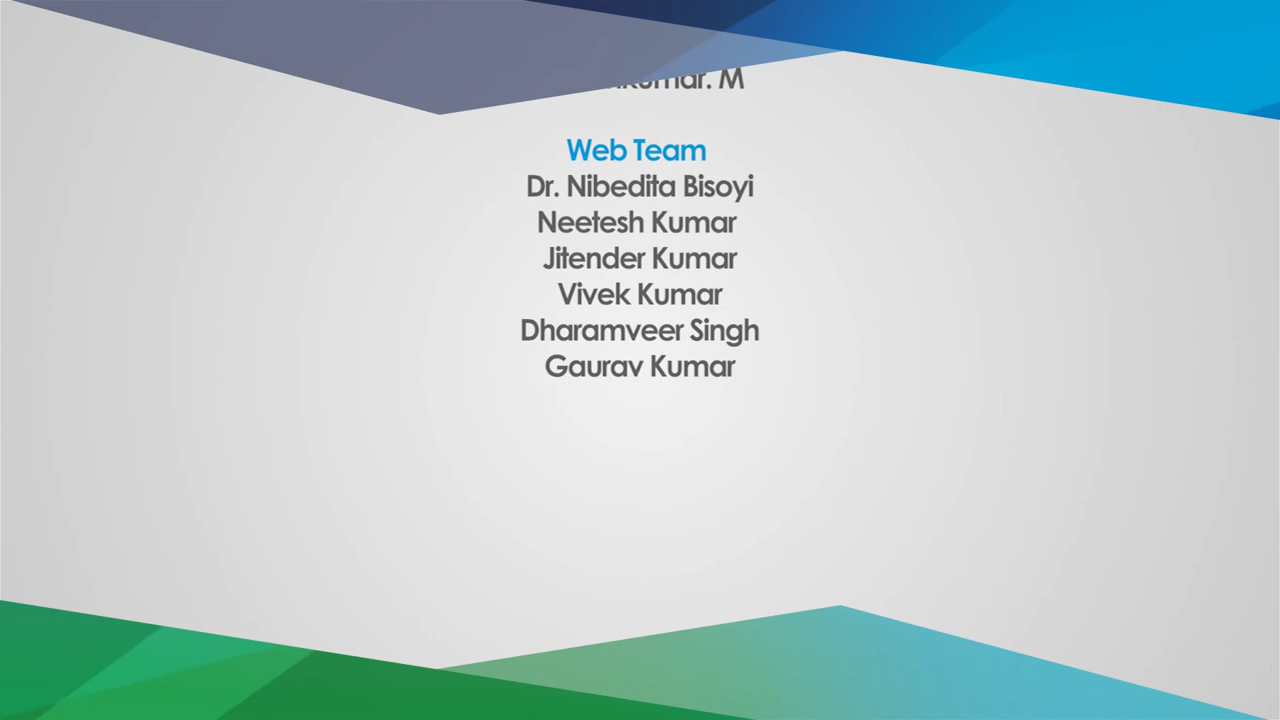 M
Web Team
Dr. Nibedita Bisoyi
Neetesh Kumar
Jitender Kumar
Vivek Kumar
Dharamveer Singh
Gaurav Kumar